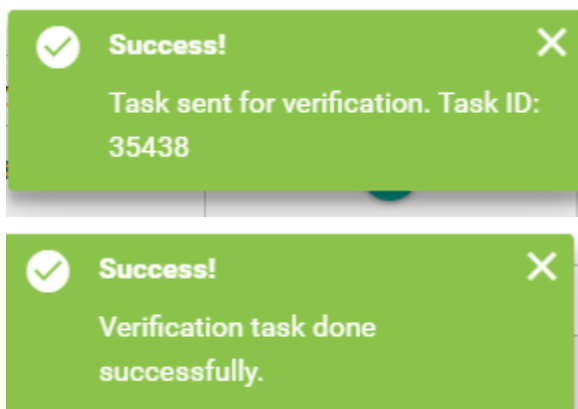 Success!
Task sent for verification. Task ID:
35438
Success!
Verification task done
successfully.